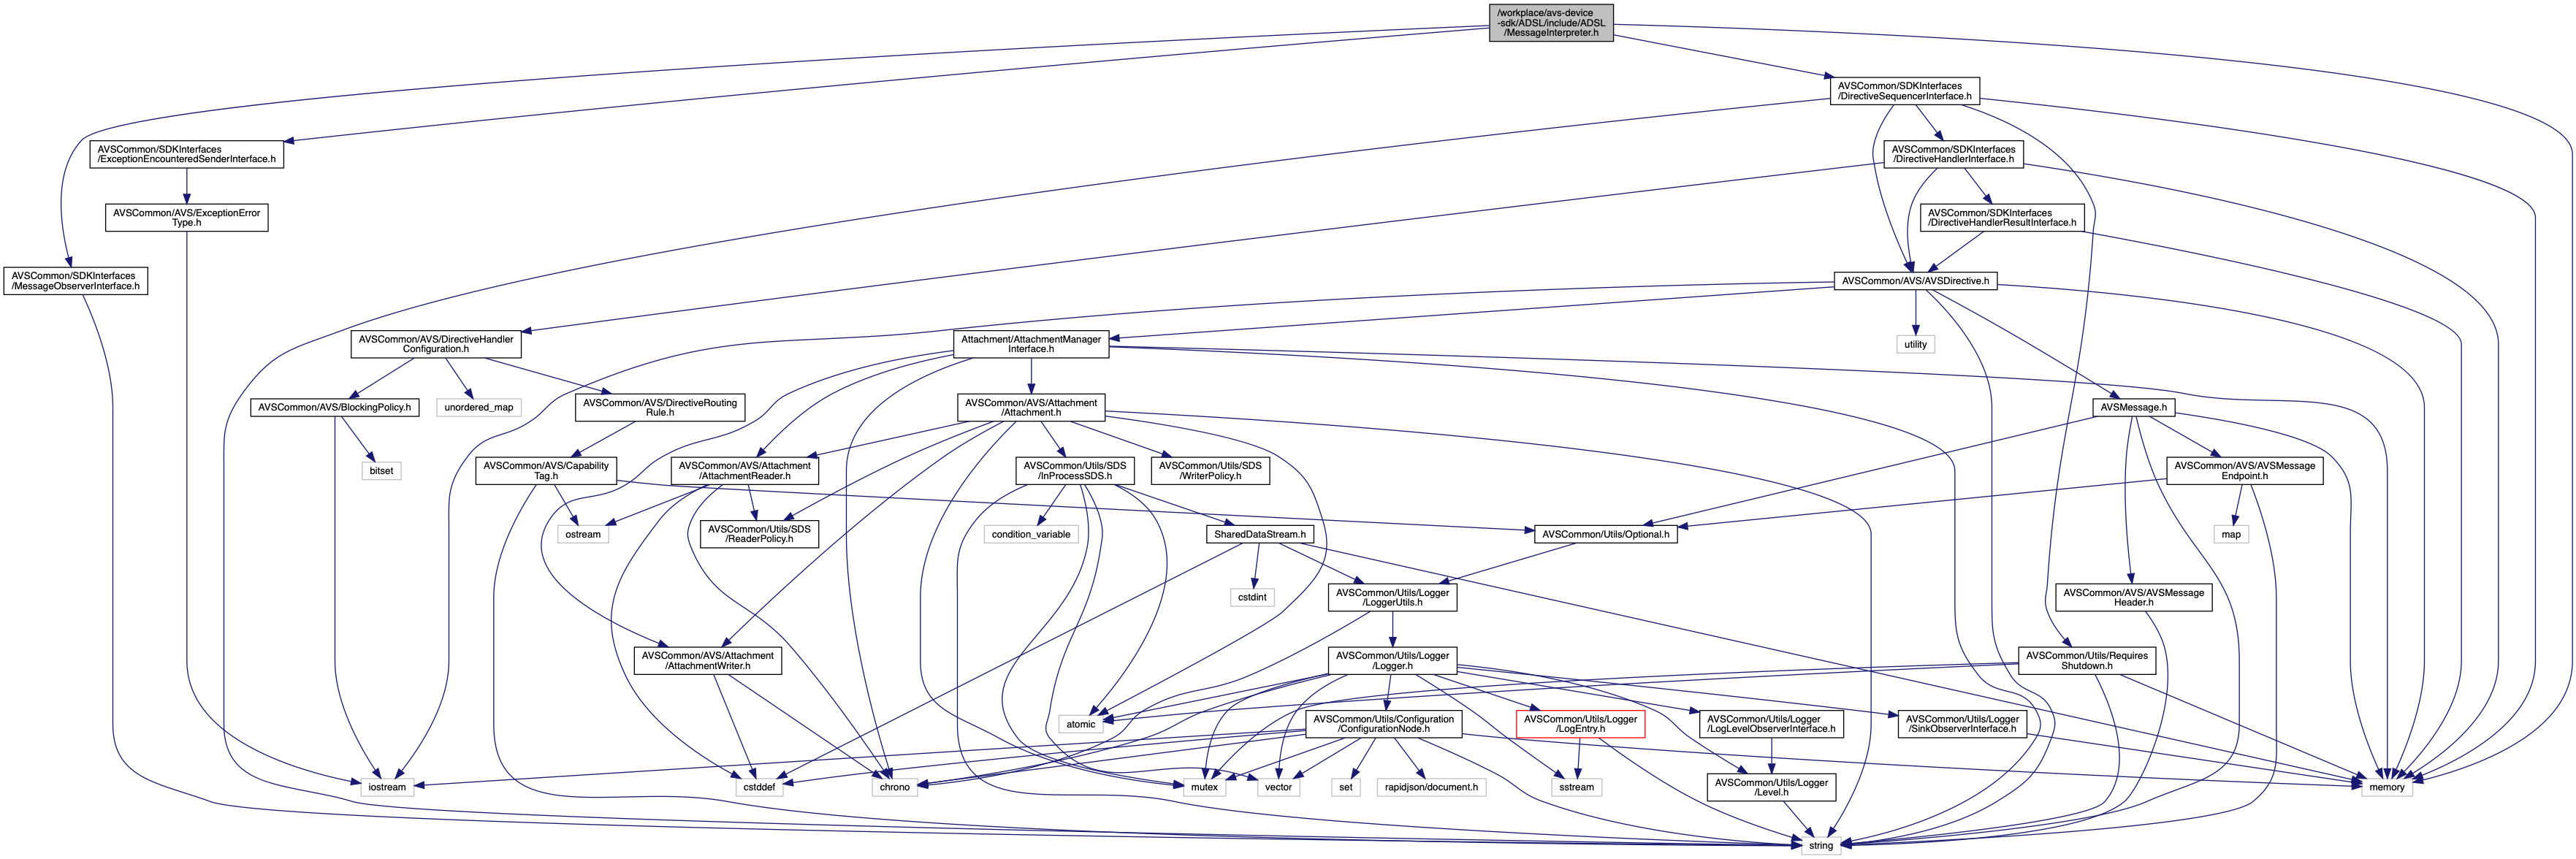 /workplace/avs-device
-sdk/ADSL/include/ADSL
/MessageInterpreter.h
AVSCommon/SDKInterfaces
/DirectiveSequencerInterface.h
AVSCommon/SDKInterfaces
/ExceptionEncounteredSenderInterface.h
AVSCommon/SDKInterfaces
/DirectiveHandlerInterface.h
AVSCommon/AVS/ExceptionError
Type.h
AVSCommon/SDKInterfaces
/DirectiveHandlerResultInterface.h
AVSCommon/SDKInterfaces
/MessageObserverInterface.h
AVSCommon/AVS/AVSDirective.h
AVSCommon/AVS/DirectiveHandler
Configuration.h
Attachment/AttachmentManager
Interface.h
utility
AVSCommon/AVS/BlockingPolicy.h
unordered_map
AVSCommon/AVS/DirectiveRouting
Rule.h
AVSCommon/AVS/Attachment
/Attachment.h
AVSMessage.h
bitset
AVSCommon/AVS/Capability
Tag.h
AVSCommon/AVS/Attachment
/AttachmentReader.h
AVSCommon/Utils/SDS
/InProcessSDS.h
AVSCommon/Utils/SDS
/WriterPolicy.h
AVSCommon/AVS/AVSMessage
Endpoint.h
ostream
AVSCommon/Utils/SDS
/ReaderPolicy.h
condition_variable
SharedDataStream.h
AVSCommon/Utils/Optional.h
map
cstdint
AVSCommon/Utils/Logger
/LoggerUtils.h
AVSCommon/AVS/AVSMessage
Header.h
AVSCommon/AVS/Attachment
/AttachmentWriter.h
AVSCommon/Utils/Logger
/Logger.h
AVSCommon/Utils/Requires
Shutdown.h
atomic
AVSCommon/Utils/Configuration
/ConfigurationNode.h
AVSCommon/Utils/Logger
/LogEntry.h
AVSCommon/Utils/Logger
/LogLevelObserverInterface.h
AVSCommon/Utils/Logger
/SinkObserverInterface.h
iostream
cstddef
chrono
mutex
vector
set
rapidjson/document.h
sstream
AVSCommon/Utils/Logger
/Level.h
memory
string